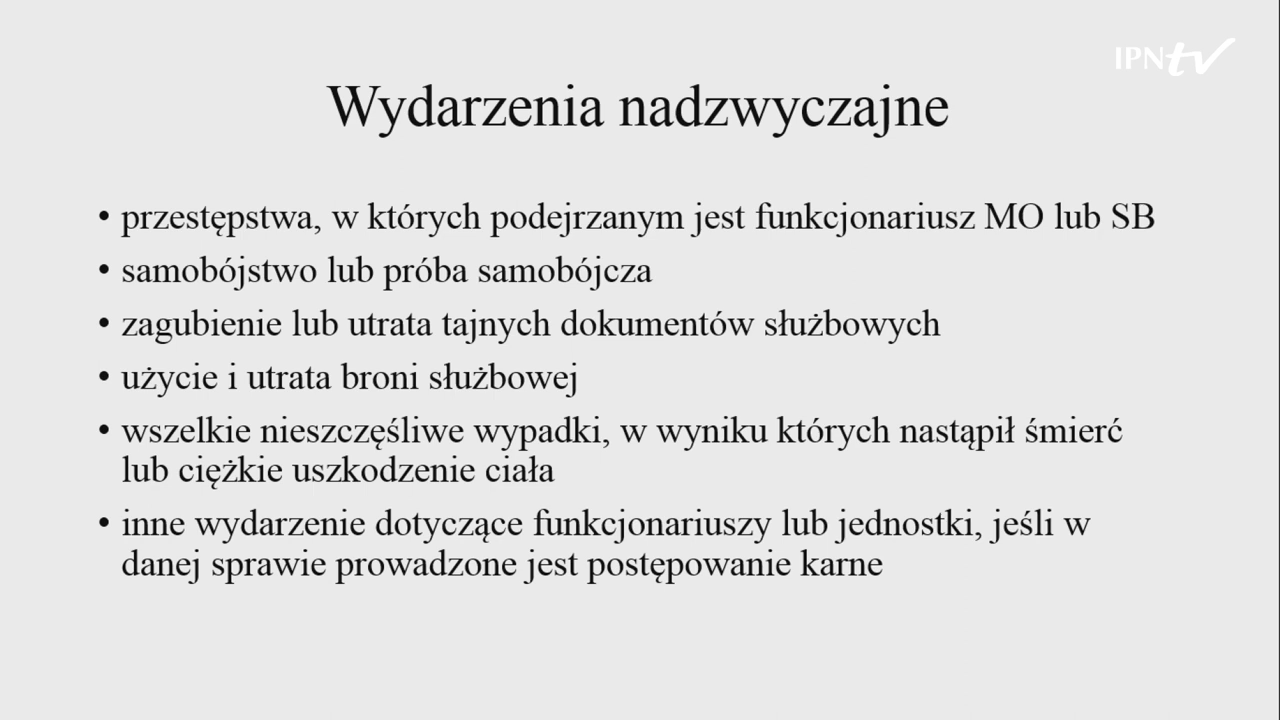 IPNtv
Wydarzenia nadzwyczajne
• przestępstwa, w których podejrzanym jest funkcjonariusz MO lub SB
• samobójstwo lub próba samobójcza
• zagubienie lub utrata tajnych dokumentów służbowych
• użycie i utrata broni służbowej
• wszelkie nieszczęśliwe wypadki, w wyniku których nastąpił śmierć
lub ciężkie uszkodzenie ciała
• inne wydarzenie dotyczące funkcjonariuszy lub jednostki, jeśli w
danej sprawie prowadzone jest postępowanie karne